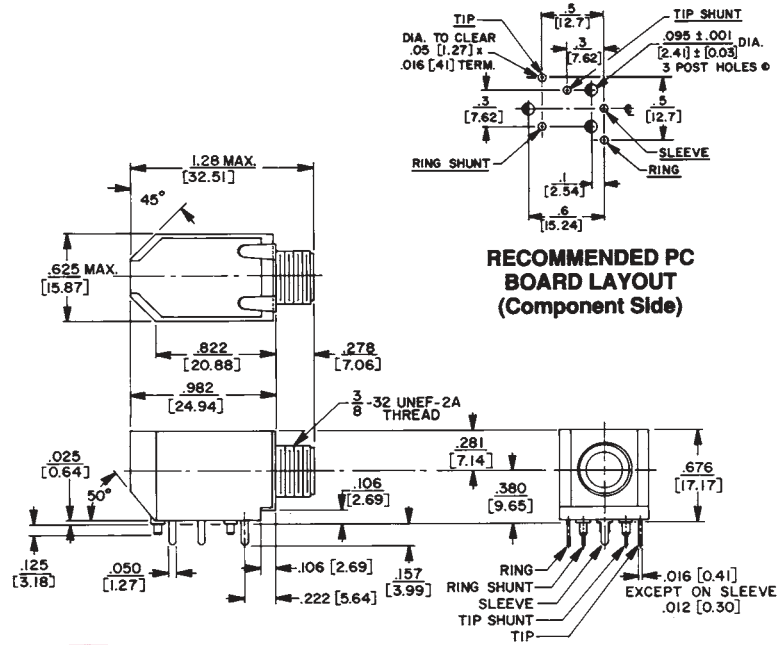 TIP
DIA. TO CLEAR
.05 [1.27] x
.016 [41] TERM.
.5
[12.7]
.3
[7.62]
TIP SHUNT
.095 ±.001 DIA.
[2.41] ± [0.03]
3 POST HOLES
.3
[7.62]
.5
[12.7]
RING SHUNT
SLEEVE
RING
.1
[2.54]
.6
[15.24]
RECOMMENDED PC
BOARD LAYOUT
(Component Side)
1.28 MAX.
[32.51]
45°
.625 MAX.
[15.87]
.822
[20.88]
.278
[7.06]
.982
[24.94]
3/8-32 UNEF-2A
THREAD
.025
[0.64]
50°
.106
[2.69]
.281
[7.14]
.380
[9.65]
.676
[17.17]
.125
[3.18]
.050
[1.27]
.106 [2.69]
.222 [5.64]
.157
[3.99]
RING
RING SHUNT
SLEEVE
TIP SHUNT
TIP
.016 [0.41]
EXCEPT ON SLEEVE
.012 [0.30]